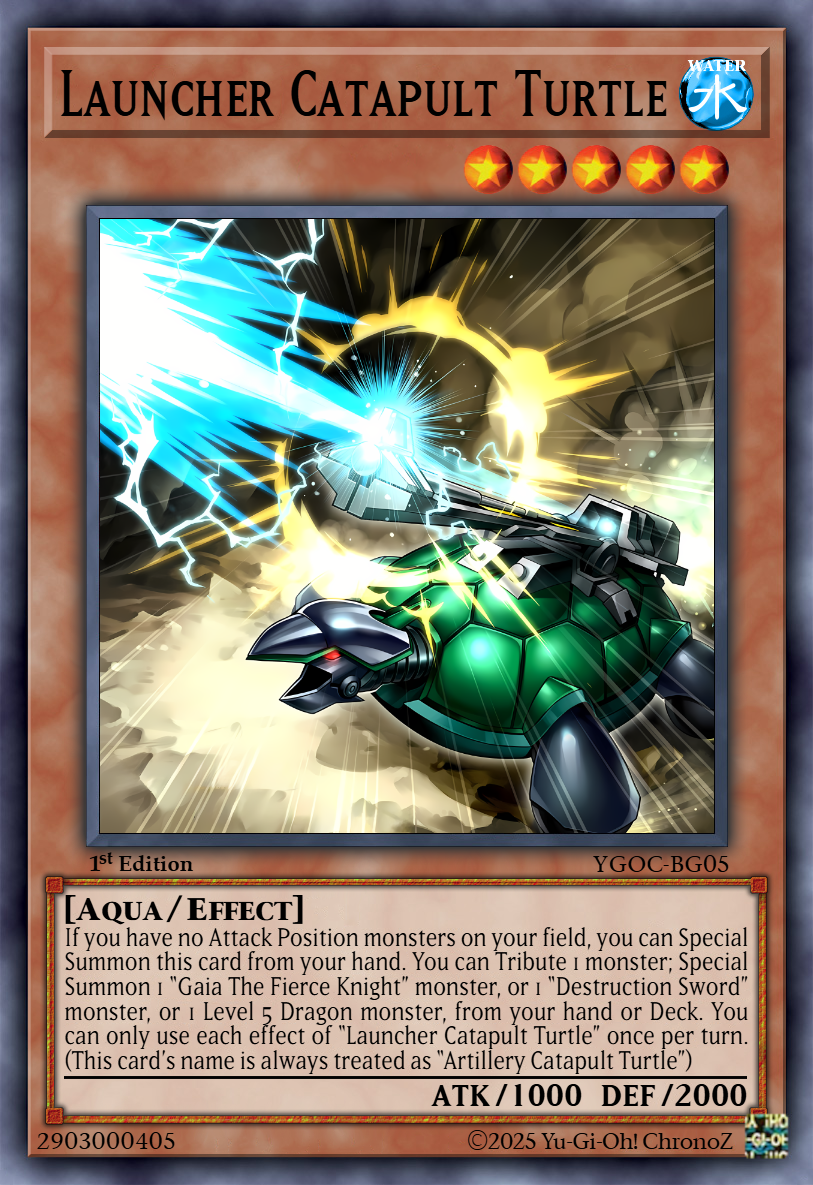 Launcher Catapult Turtle
WATER
水
1st Edition
YGOC-BG05
[Aqua/Effect]
If you have no Attack Position monsters on your field, you can Special
Summon this card from your hand. You can Tribute 1 monster; Special
Summon 1 "Gaia The Fierce Knight" monster, or 1 "Destruction Sword"
monster, or 1 Level 5 Dragon monster, from your hand or Deck. You
can only use each effect of "Launcher Catapult Turtle" once per turn.
(This card's name is always treated as "Artillery Catapult Turtle")
ATK/1000 DEF/2000
2903000405
©2025 Yu-Gi-Oh! ChronoZ